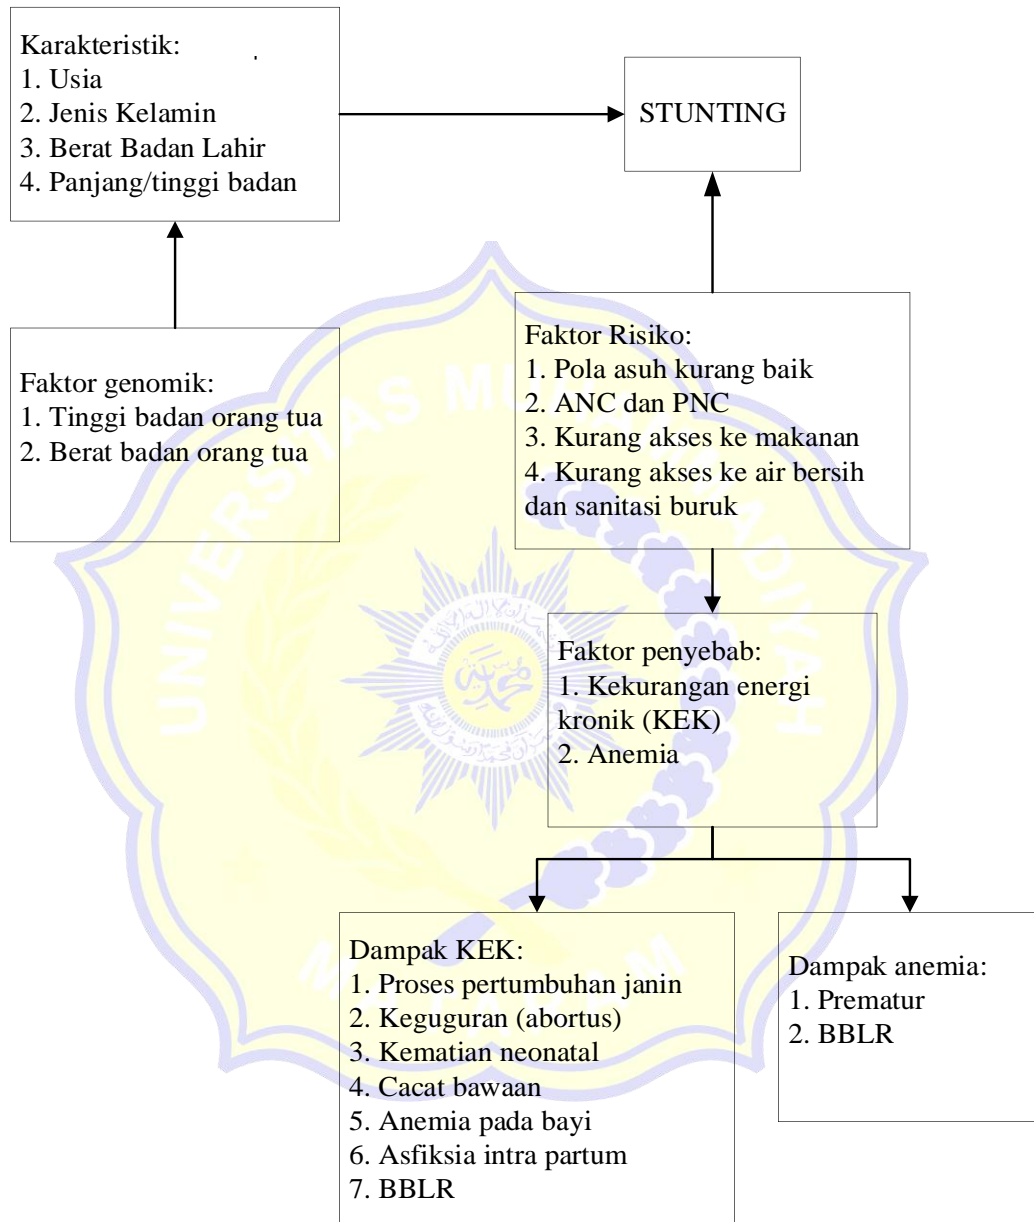 Karakteristik:
1. Usia
2. Jenis Kelamin
3. Berat Badan Lahir
4. Panjang/tinggi badan
STUNTING
Faktor genomik:
1. Tinggi badan orang tua
2. Berat badan orang tua
Faktor Risiko:
1. Pola asuh kurang baik
2. ANC dan PNC
3. Kurang akses ke makanan
4. Kurang akses ke air bersih
dan sanitasi buruk
Faktor penyebab:
1. Kekurangan energi
kronik (KEK)
2. Anemia
Dampak KEK:
1. Proses pertumbuhan janin
2. Keguguran (abortus)
3. Kematian neonatal
4. Cacat bawaan
5. Anemia pada bayi
6. Asfiksia intra partum
7. BBLR
Dampak anemia:
1. Prematur
2. BBLR
UNIVERSITAS MUHAMMADIYAH
MATARAM